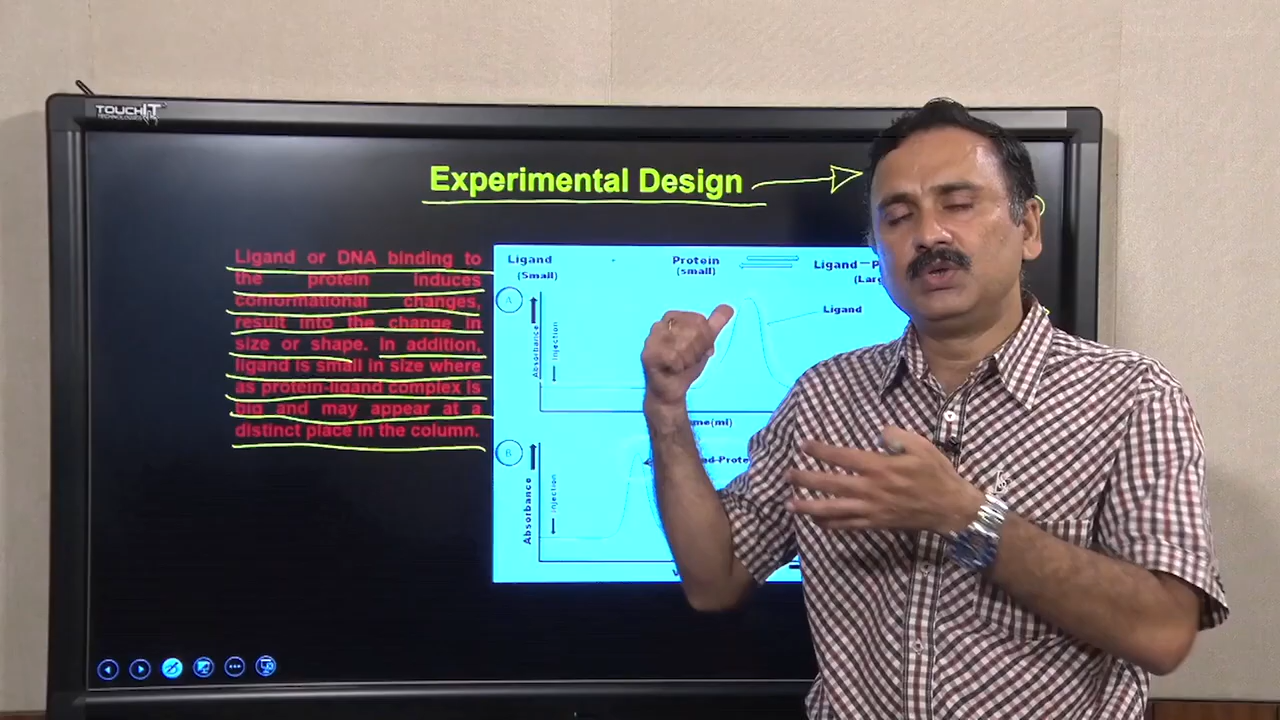 TOUCHIT
TECHNOLOGIES
Experimental Design
Ligand or DNA binding to
the protein induces
conformational changes,
result into the change in
size or shape. In addition,
ligand is small in size where
as protein-ligand complex is
big and may appear at a
distinct place in the column.
Ligand
(Small)
Protein
(small)
Ligand
A
Absorbance
Injection
Ligand
B
Absorbance
Injection